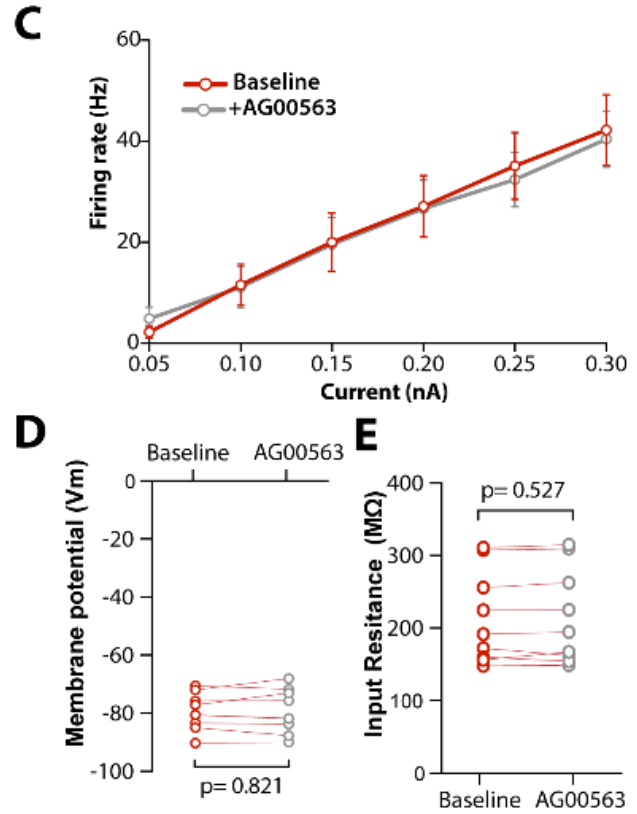 C
Firing rate (Hz)
60
40
20
0
Baseline
+AG00563
0.05 0.10 0.15 0.20 0.25 0.30
Current (nA)
D
Baseline AG00563
Membrane potential (Vm)
0
-20
-40
-60
-80
-100
p= 0.821
E
Input Resitance (MΩ)
400
300
200
100
0
p= 0.527
Baseline AG00563